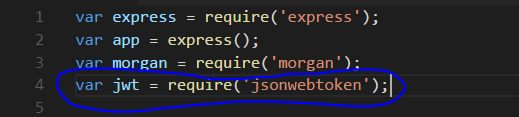 1 var express = require('express');
2 var app = express();
3 var morgan = require('morgan');
4 var jwt = require('jsonwebtoken');
5